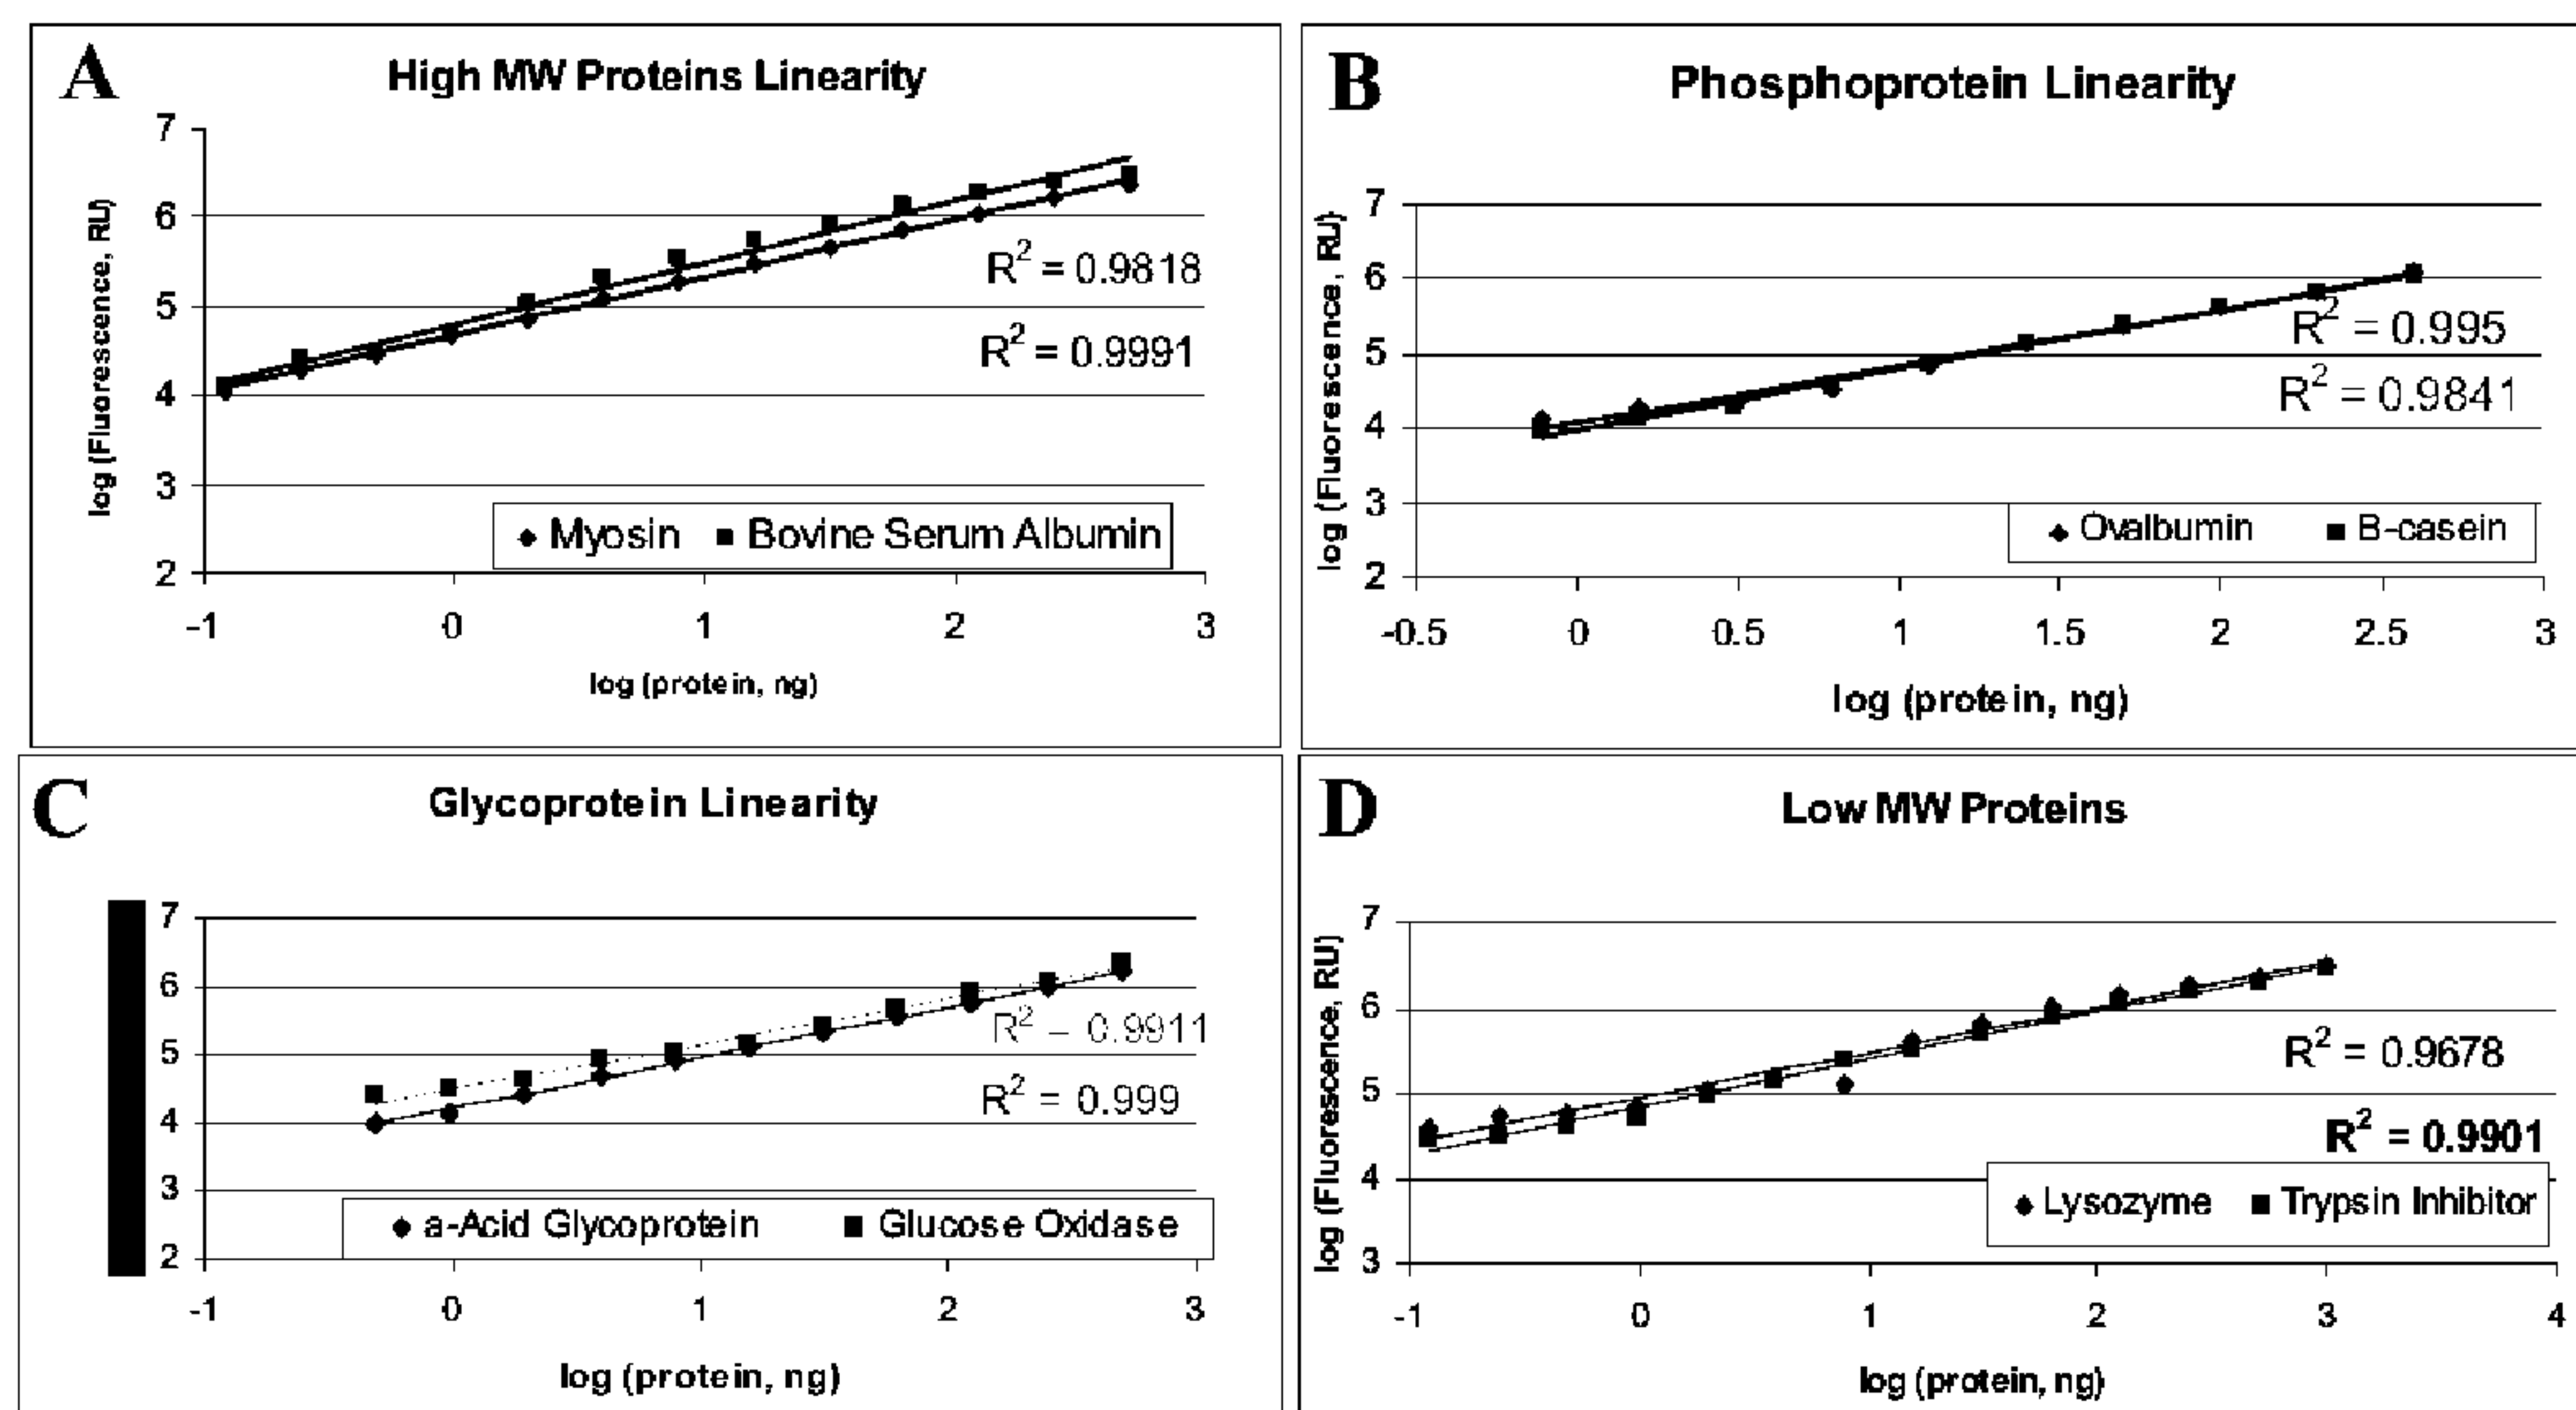 A
High MW Proteins Linearity
7
6
5
4
3
2
log (Fluorescence, RU)
R² = 0.9818
R² = 0.9991
Myosin Bovine Serum Albumin
-1 0 1 2 3
log (protein, ng)
B
Phosphoprotein Linearity
7
6
5
4
3
2
log (Fluorescence, RU)
R² = 0.995
R² = 0.9841
Ovalbumin B-casein
-0.5 0 0.5 1 1.5 2 2.5 3
log (protein, ng)
C
Glycoprotein Linearity
7
6
5
4
3
2
R² = 0.9911
R² = 0.999
a-Acid Glycoprotein Glucose Oxidase
-1 0 1 2 3
log (protein, ng)
D
Low MW Proteins
7
6
5
4
3
log (Fluorescence, RU)
R² = 0.9678
R² = 0.9901
Lysozyme Trypsin Inhibitor
-1 0 1 2 3 4
log (protein, ng)